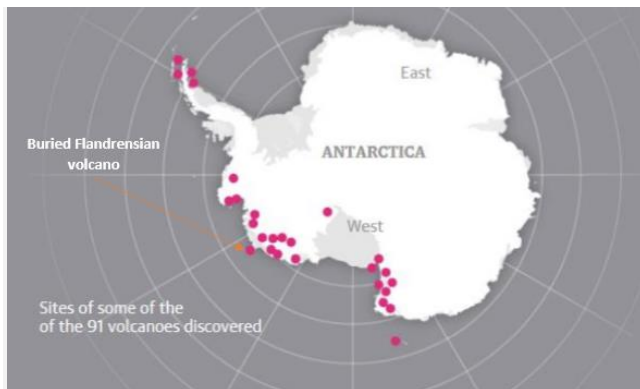 East
Buried Flandrensian
volcano
ANTARCTICA
West
Sites of some of the
of the 91 volcanoes discovered